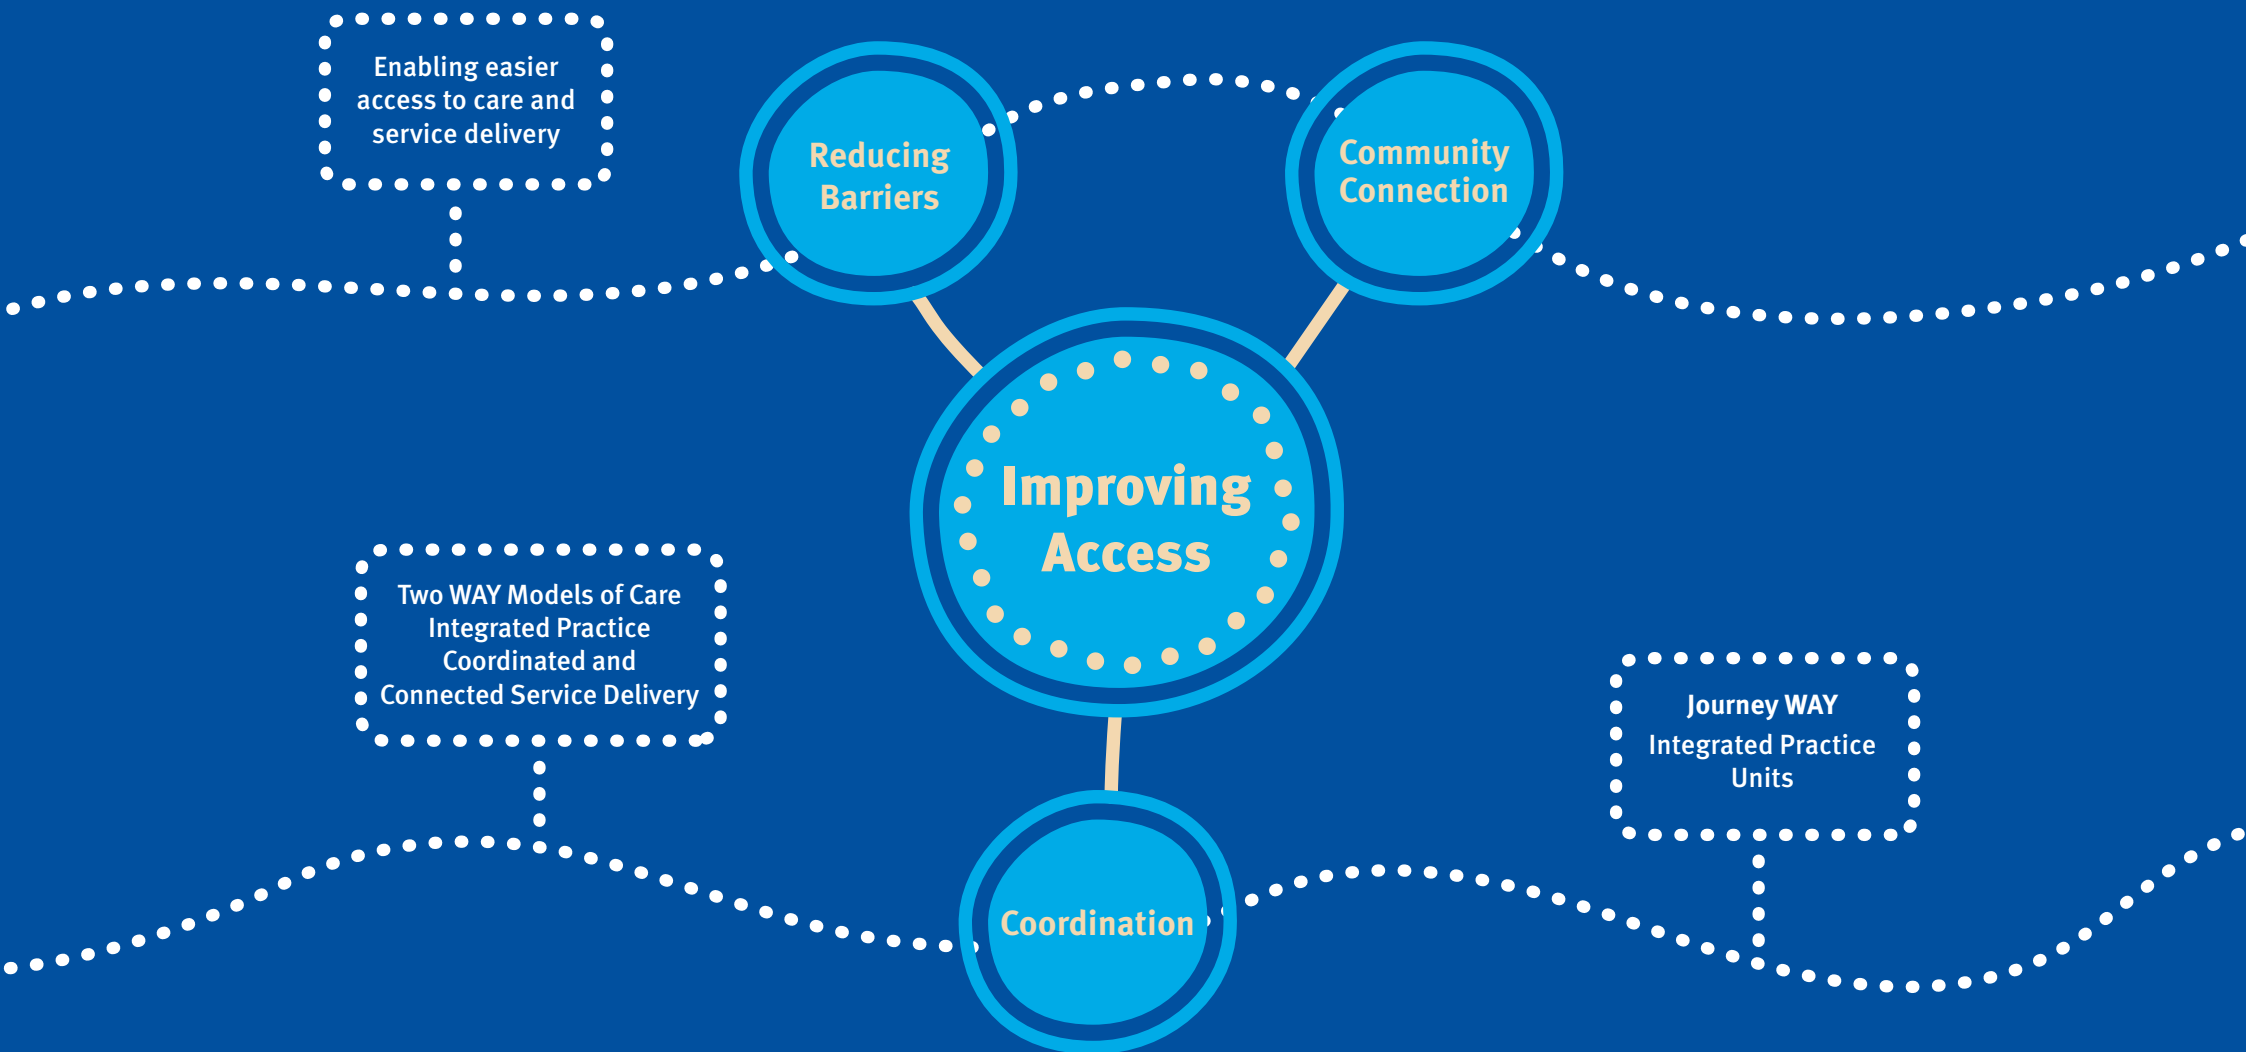 Enabling easier
access to care and
service delivery
Reducing
Barriers
Community
Connection
Improving
Access
Two WAY Models of Care
Integrated Practice
Coordinated and
Connected Service Delivery
Journey WAY
Integrated Practice
Units
Coordination